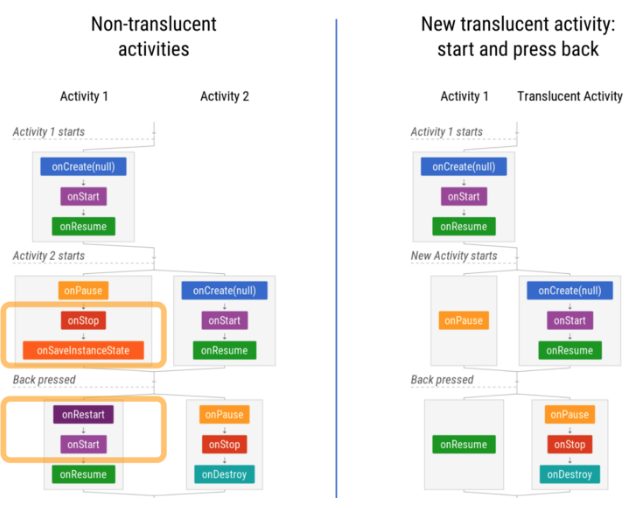 Non-translucent
activities
Activity 1
Activity 2
Activity 1 starts
onCreate(null)
onStart
onResume
Activity 2 starts
onPause
onStop
onSaveInstanceState
onCreate(null)
onStart
onResume
Back pressed
onRestart
onStart
onResume
onPause
onStop
onDestroy
New translucent activity:
start and press back
Activity 1
Translucent Activity
Activity 1 starts
onCreate(null)
onStart
onResume
New Activity starts
onPause
onCreate(null)
onStart
onResume
Back pressed
onResume
onPause
onStop
onDestroy